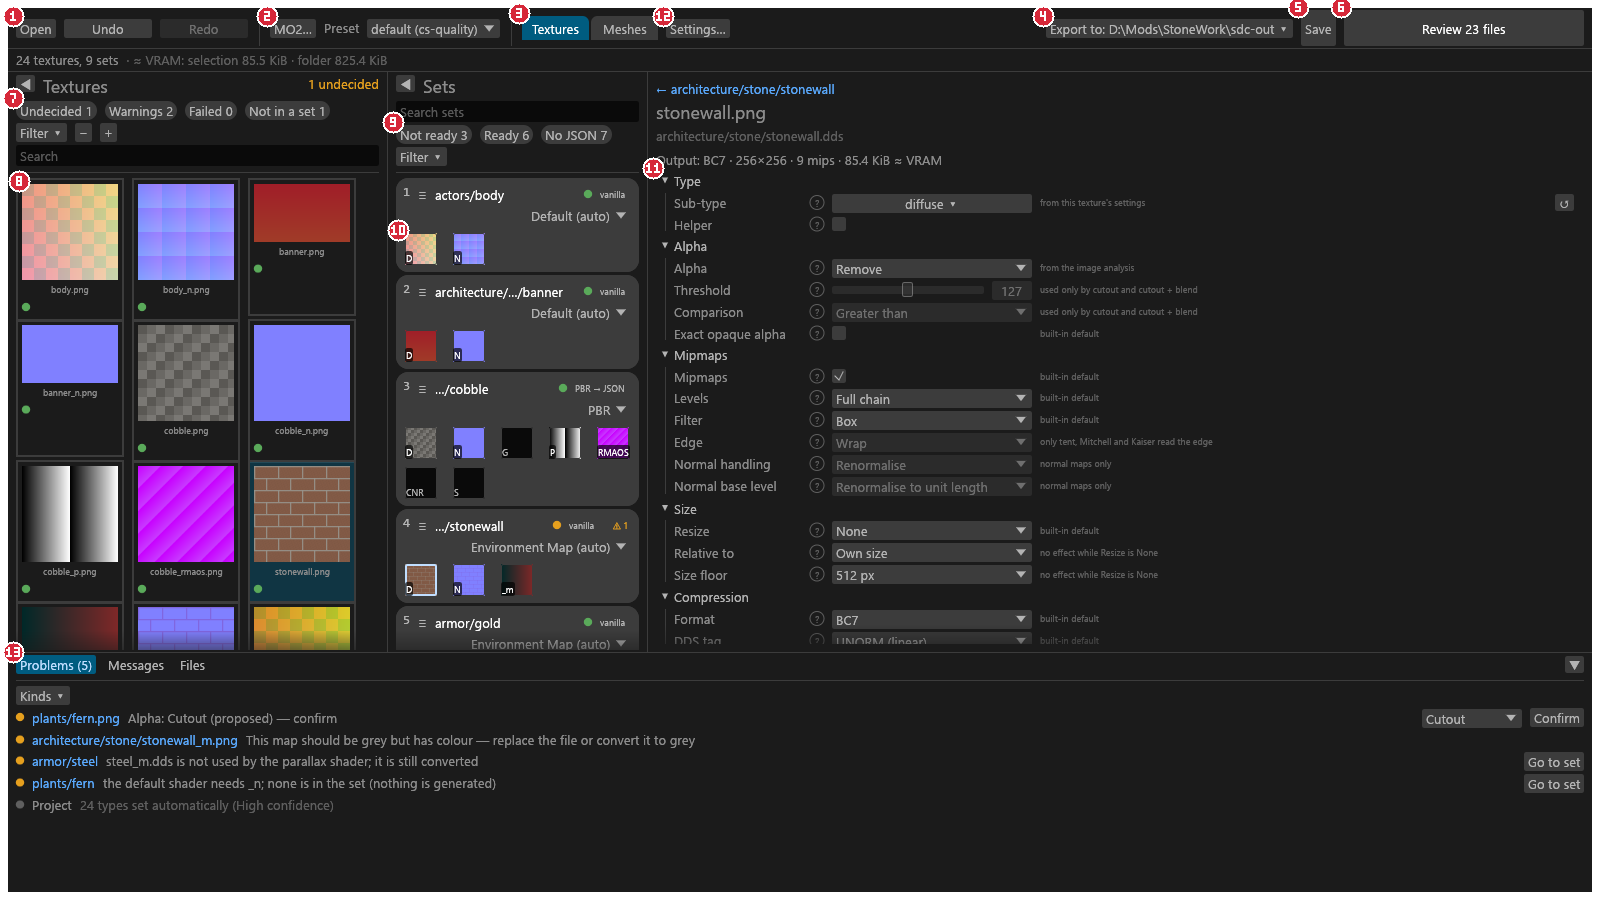 1 2 3 12 4 5 6
Open Undo Redo MO2... Preset default (cs-quality) Textures Meshes Settings... Export to: D:\Mods\StoneWork\sdc-out Save Review 23 files
24 textures, 9 sets · ≈ VRAM: selection 85.5 KiB · folder 825.4 KiB
Textures 1 undecided
7
Undecided 1 Warnings 2 Failed 0 Not in a set 1
Filter − +
Search
8
body.png body_n.png banner.png
banner_n.png cobble.png cobble_n.png
cobble_p.png cobble_rmaos.png stonewall.png
Sets
Search sets
9
Not ready 3 Ready 6 No JSON 7
Filter
1 actors/body vanilla
Default (auto)
10
D N
2 architecture/.../banner vanilla
Default (auto)
D N
3 .../cobble PBR → JSON
PBR
D N G P RMAOS
CNR S
4 .../stonewall vanilla ⚠ 1
Environment Map (auto)
D N _m
5 armor/gold vanilla
Environment Map (auto)
← architecture/stone/stonewall
stonewall.png
architecture/stone/stonewall.dds
11
Output: BC7 · 256×256 · 9 mips · 85.4 KiB ≈ VRAM
Type
Sub-type ? diffuse from this texture's settings ↺
Helper ?
Alpha
Alpha ? Remove from the image analysis
Threshold ? 127 used only by cutout and cutout + blend
Comparison ? Greater than used only by cutout and cutout + blend
Exact opaque alpha ? built-in default
Mipmaps
Mipmaps ? built-in default
Levels ? Full chain built-in default
Filter ? Box built-in default
Edge ? Wrap only tent, Mitchell and Kaiser read the edge
Normal handling ? Renormalise normal maps only
Normal base level ? Renormalise to unit length normal maps only
Size
Resize ? None built-in default
Relative to ? Own size no effect while Resize is None
Size floor ? 512 px no effect while Resize is None
Compression
Format ? BC7 built-in default
DDS tag ? UNORM (linear) built-in default
13
Problems (5) Messages Files
Kinds
plants/fern.png Alpha: Cutout (proposed) — confirm Cutout Confirm
architecture/stone/stonewall_m.png This map should be grey but has colour — replace the file or convert it to grey
armor/steel steel_m.dds is not used by the parallax shader; it is still converted Go to set
plants/fern the default shader needs _n; none is in the set (nothing is generated) Go to set
Project 24 types set automatically (High confidence)